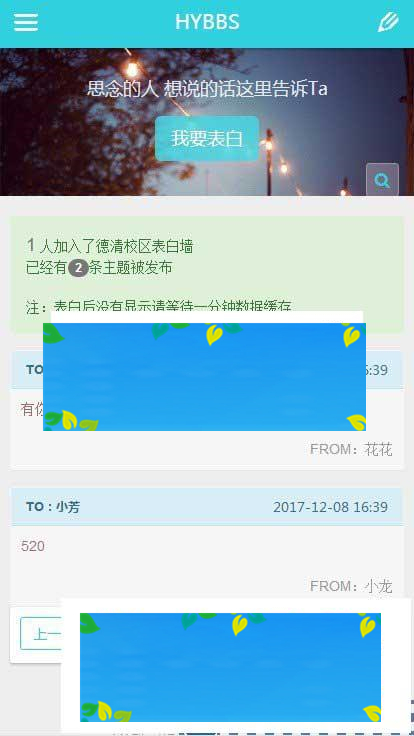 HYBBS
思念的人 想说的话这里告诉Ta
我要表白
1 人加入了德清校区表白墙
已经有 2 条主题被发布
注：表白后没有显示请等待一分钟数据缓存
TO
:39
有你
FROM：花花
TO：小芳 2017-12-08 16:39
520
FROM：小龙
上一